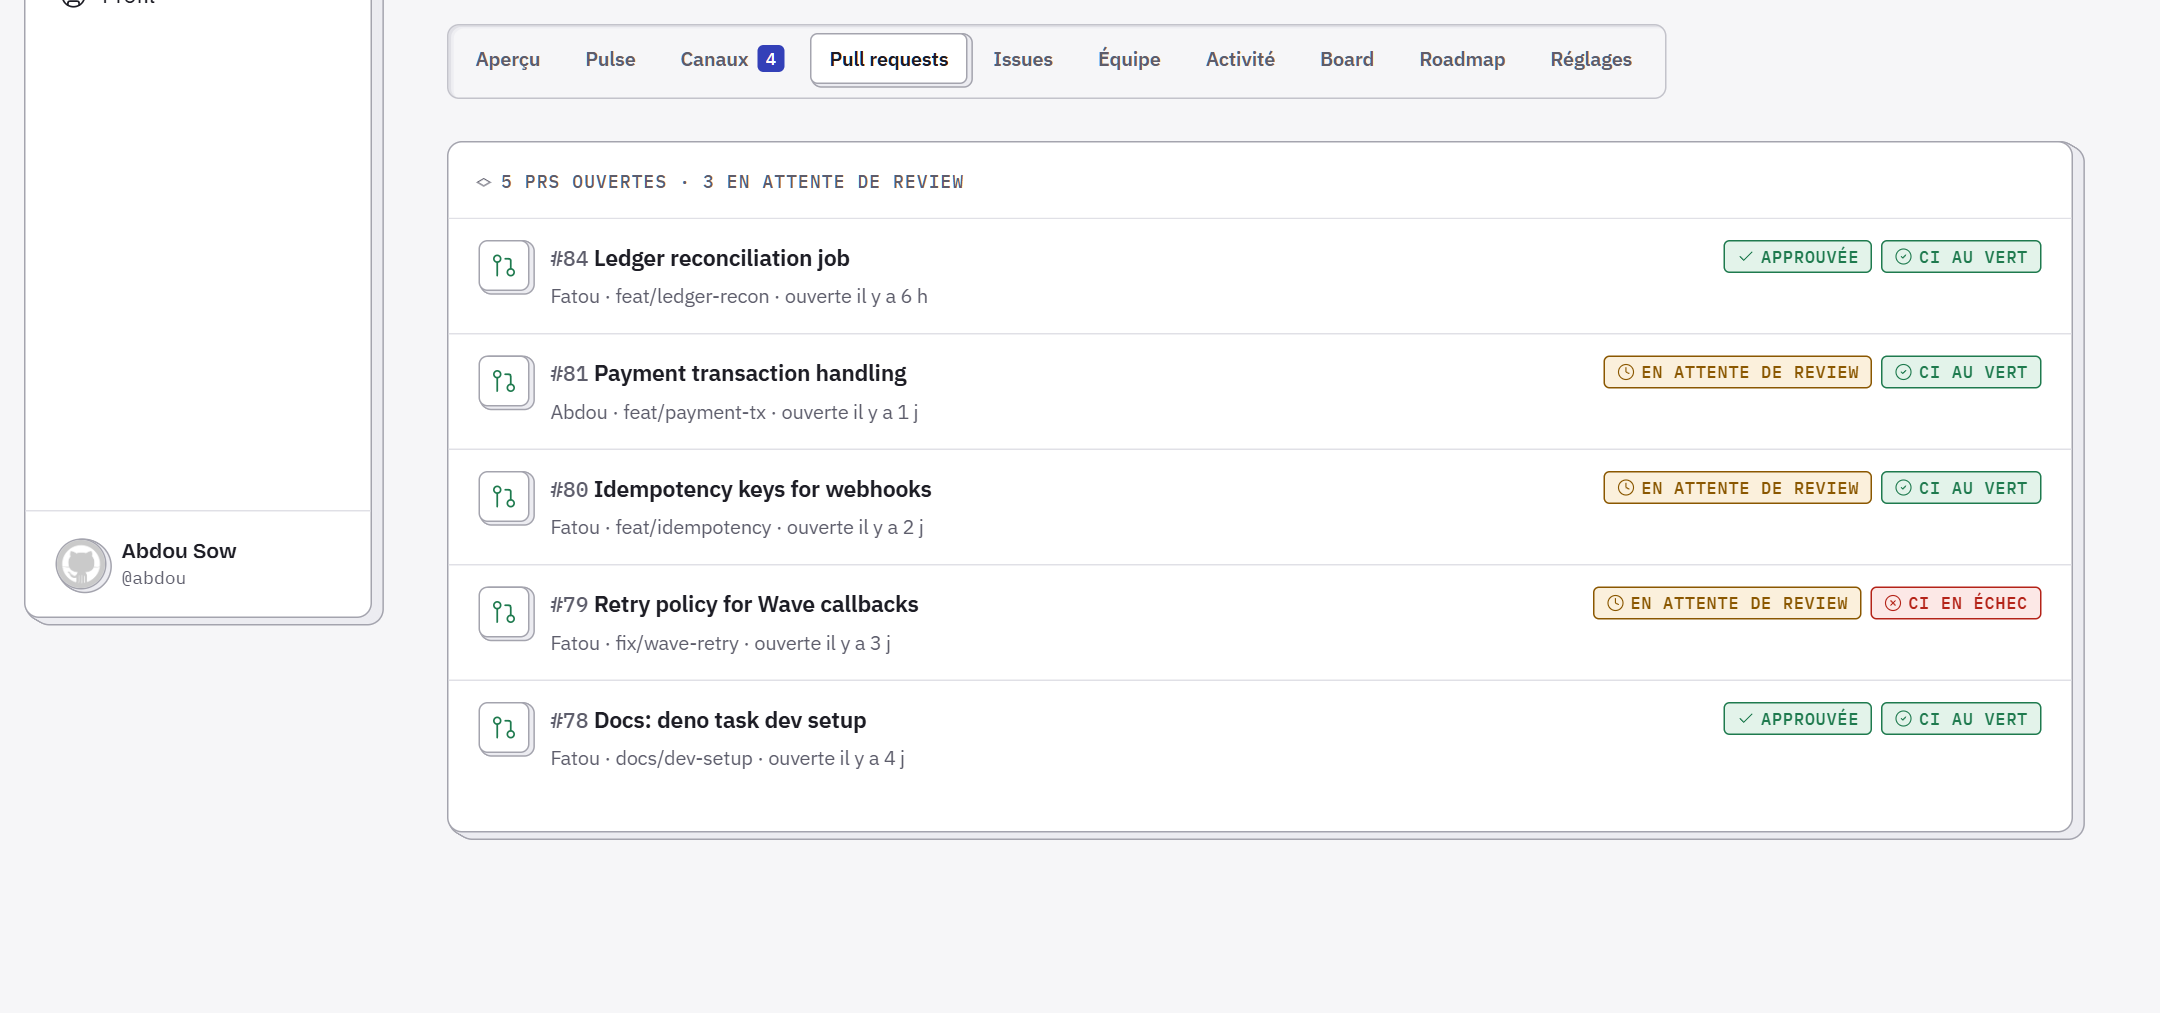 Aperçu Pulse Canaux 4 Pull requests Issues Équipe Activité Board Roadmap Réglages
5 PRS OUVERTES · 3 EN ATTENTE DE REVIEW
#84 Ledger reconciliation job APPROUVÉE CI AU VERT
Fatou · feat/ledger-recon · ouverte il y a 6 h
#81 Payment transaction handling EN ATTENTE DE REVIEW CI AU VERT
Abdou · feat/payment-tx · ouverte il y a 1 j
#80 Idempotency keys for webhooks EN ATTENTE DE REVIEW CI AU VERT
Fatou · feat/idempotency · ouverte il y a 2 j
#79 Retry policy for Wave callbacks EN ATTENTE DE REVIEW CI EN ÉCHEC
Fatou · fix/wave-retry · ouverte il y a 3 j
#78 Docs: deno task dev setup APPROUVÉE CI AU VERT
Fatou · docs/dev-setup · ouverte il y a 4 j
Abdou Sow
@abdou